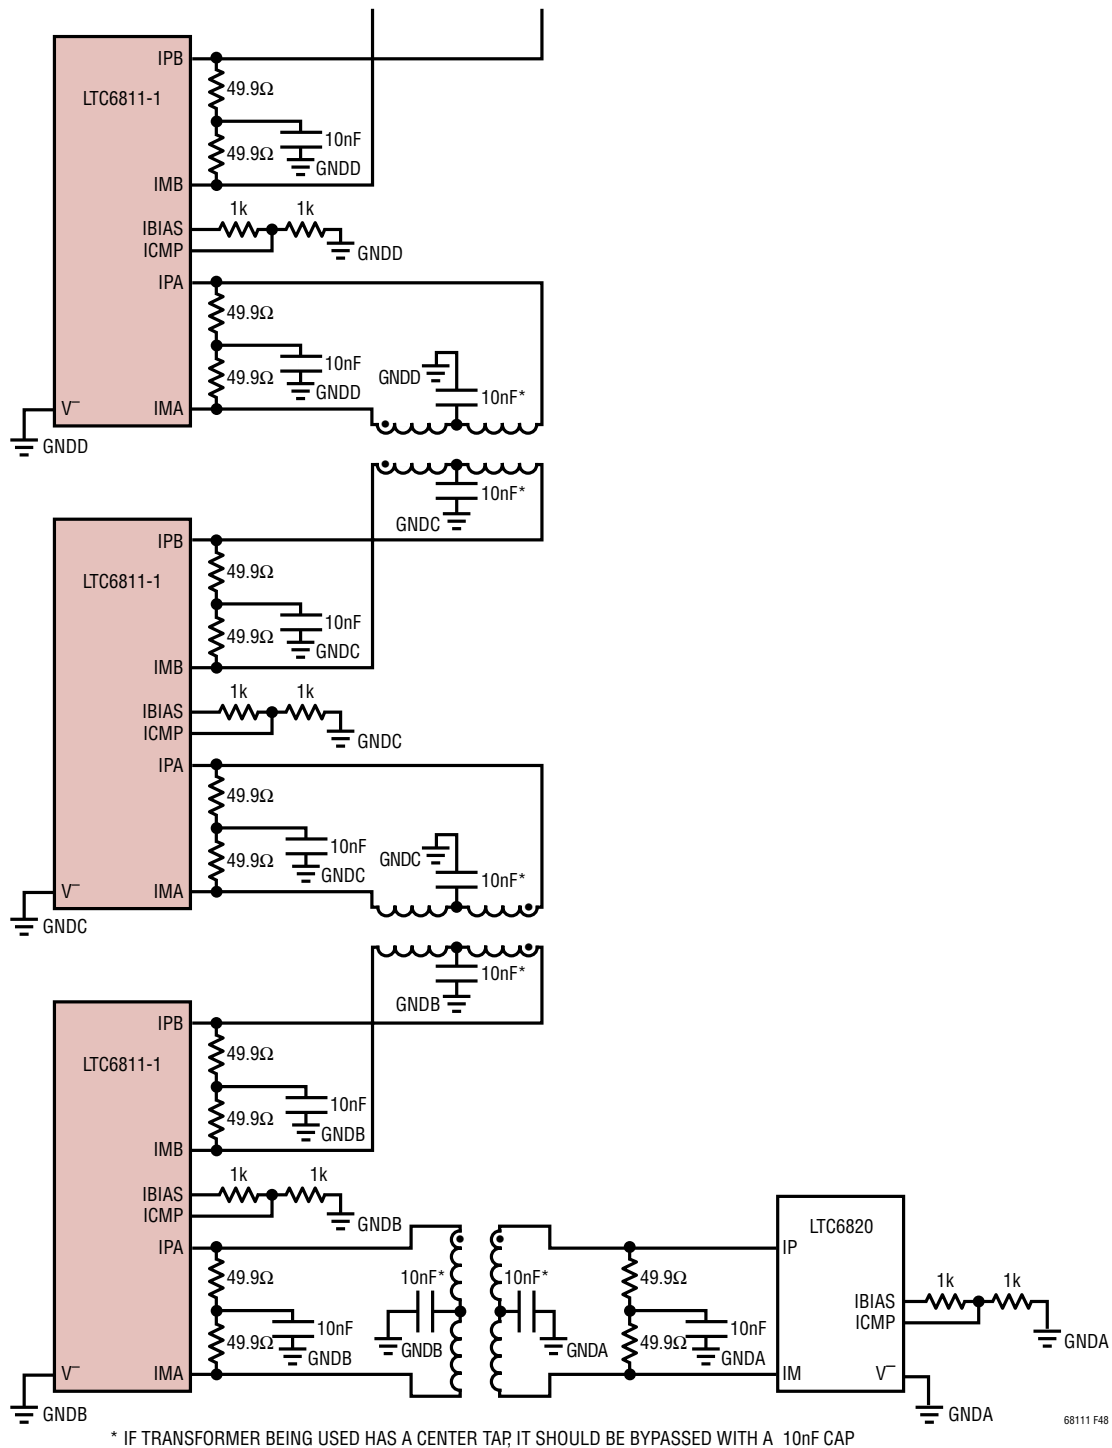 IPB
LTC6811-1
49.9Ω
10nF
49.9Ω
GNDD
IMB
1k 1k
IBIAS
ICMP
GNDD
IPA
49.9Ω
10nF
49.9Ω
GNDD
GNDD
10nF*
V– IMA
GNDD
10nF*
GNDC
IPB
LTC6811-1
49.9Ω
10nF
49.9Ω
GNDC
IMB
1k 1k
IBIAS
ICMP
GNDC
IPA
49.9Ω
10nF
49.9Ω
GNDC
GNDC
10nF*
V– IMA
GNDC
10nF*
GNDB
IPB
LTC6811-1
49.9Ω
10nF
49.9Ω
GNDB
IMB
1k 1k
IBIAS
ICMP
GNDB
IPA
49.9Ω
10nF
49.9Ω
GNDB
10nF* 10nF*
GNDB GNDA
V– IMA
GNDB
LTC6820
IP
49.9Ω
10nF
49.9Ω
GNDA
1k 1k
IBIAS
ICMP
GNDA
IM V–
GNDA
68111 F48
* IF TRANSFORMER BEING USED HAS A CENTER TAP, IT SHOULD BE BYPASSED WITH A 10nF CAP